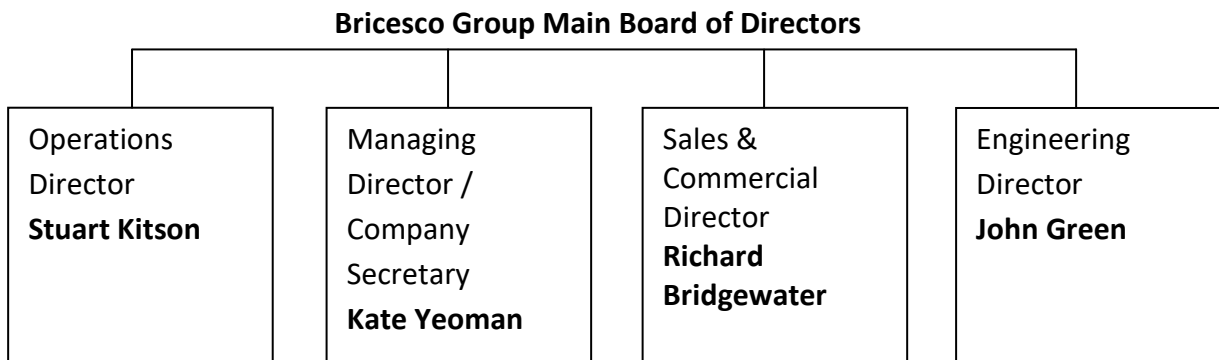 Bricesco Group Main Board of Directors
Operations
Director
Stuart Kitson
Managing
Director /
Company
Secretary
Kate Yeoman
Sales &
Commercial
Director
Richard
Bridgewater
Engineering
Director
John Green